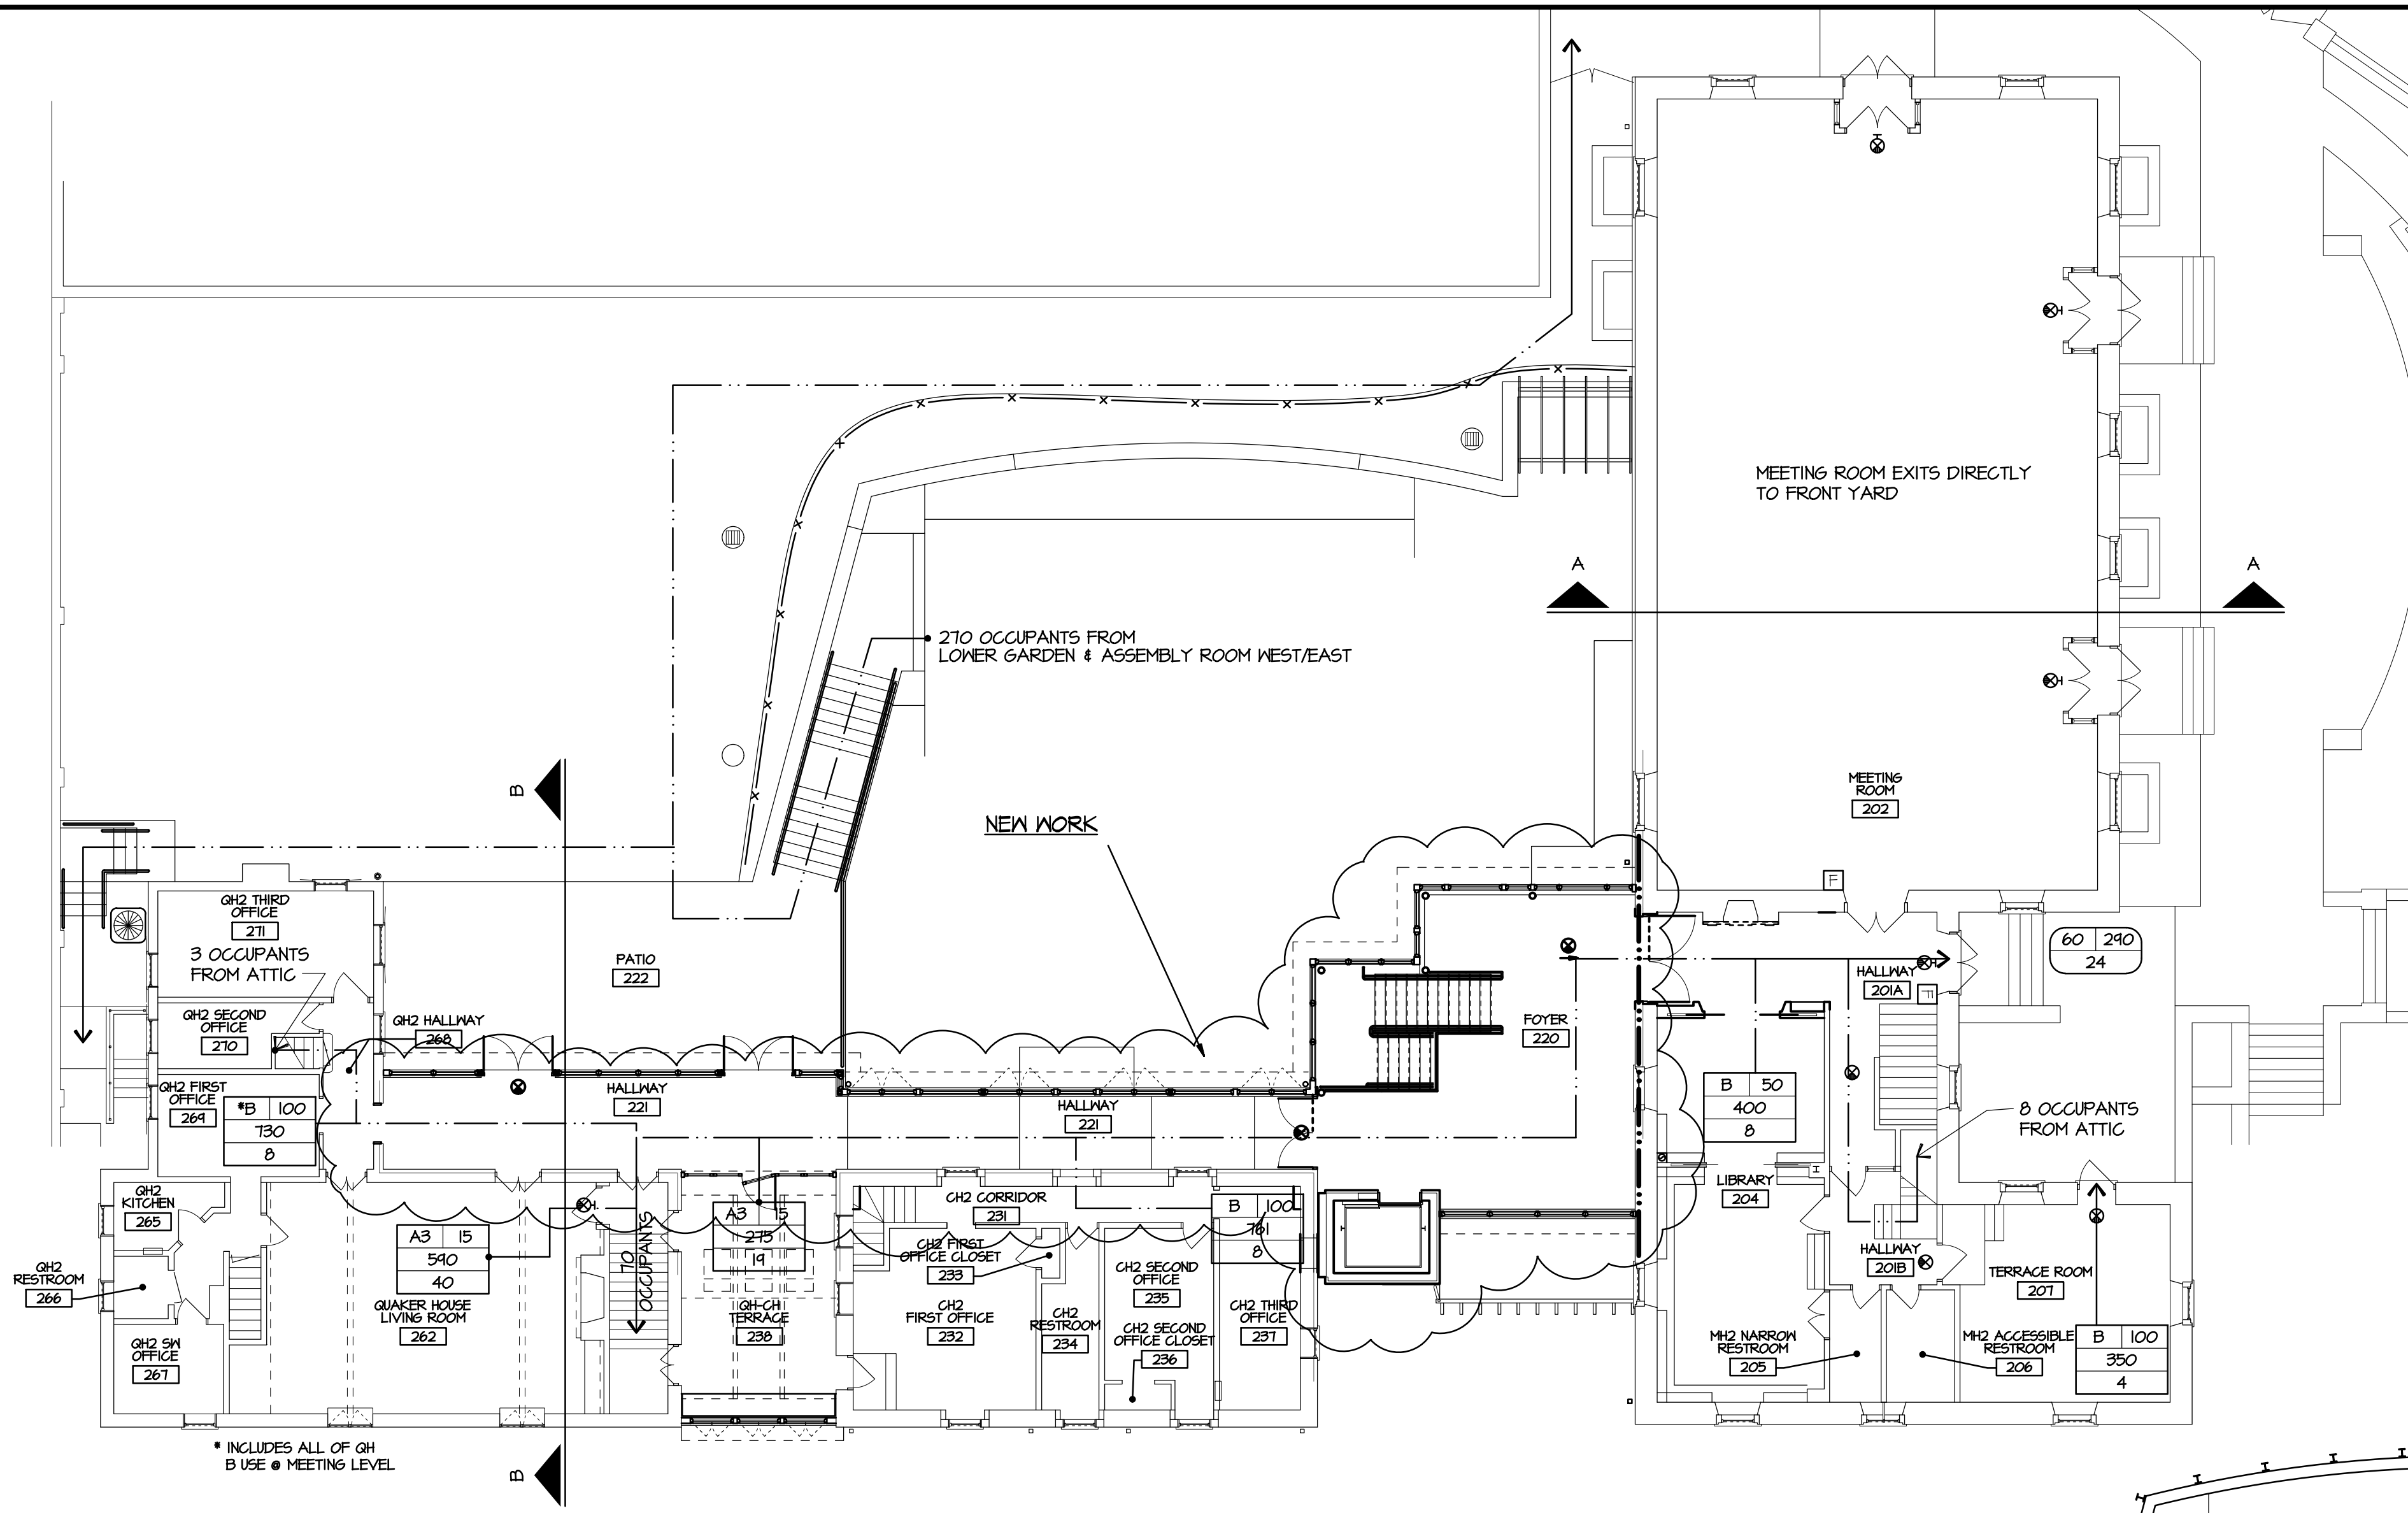 MEETING ROOM EXITS DIRECTLY
TO FRONT YARD
A
A
270 OCCUPANTS FROM
LOWER GARDEN & ASSEMBLY ROOM WEST/EAST
B
NEW WORK
MEETING
ROOM
202
F
QH2 THIRD
OFFICE
271
3 OCCUPANTS
FROM ATTIC
PATIO
222
60 290
24
HALLWAY
201A
F
QH2 SECOND
OFFICE
270
QH2 HALLWAY
268
FOYER
220
QH2 FIRST
OFFICE
269
*B 100
730
8
HALLWAY
221
HALLWAY
221
B 50
400
8
8 OCCUPANTS
FROM ATTIC
QH2
KITCHEN
265
CH2 CORRIDOR
231
LIBRARY
204
A3 15
590
40
70
OCCUPANTS
A3 15
275
19
B 100
761
8
CH2 FIRST
OFFICE CLOSET
233
CH2 SECOND
OFFICE
235
HALLWAY
201B
TERRACE ROOM
207
QH2
RESTROOM
266
QUAKER HOUSE
LIVING ROOM
262
QH-CH
TERRACE
238
CH2
FIRST OFFICE
232
CH2
RESTROOM
234
CH2 SECOND
OFFICE CLOSET
236
CH2 THIRD
OFFICE
237
QH2 SW
OFFICE
267
MH2 NARROW
RESTROOM
205
MH2 ACCESSIBLE
RESTROOM
206
B 100
350
4
* INCLUDES ALL OF QH
B USE @ MEETING LEVEL
B